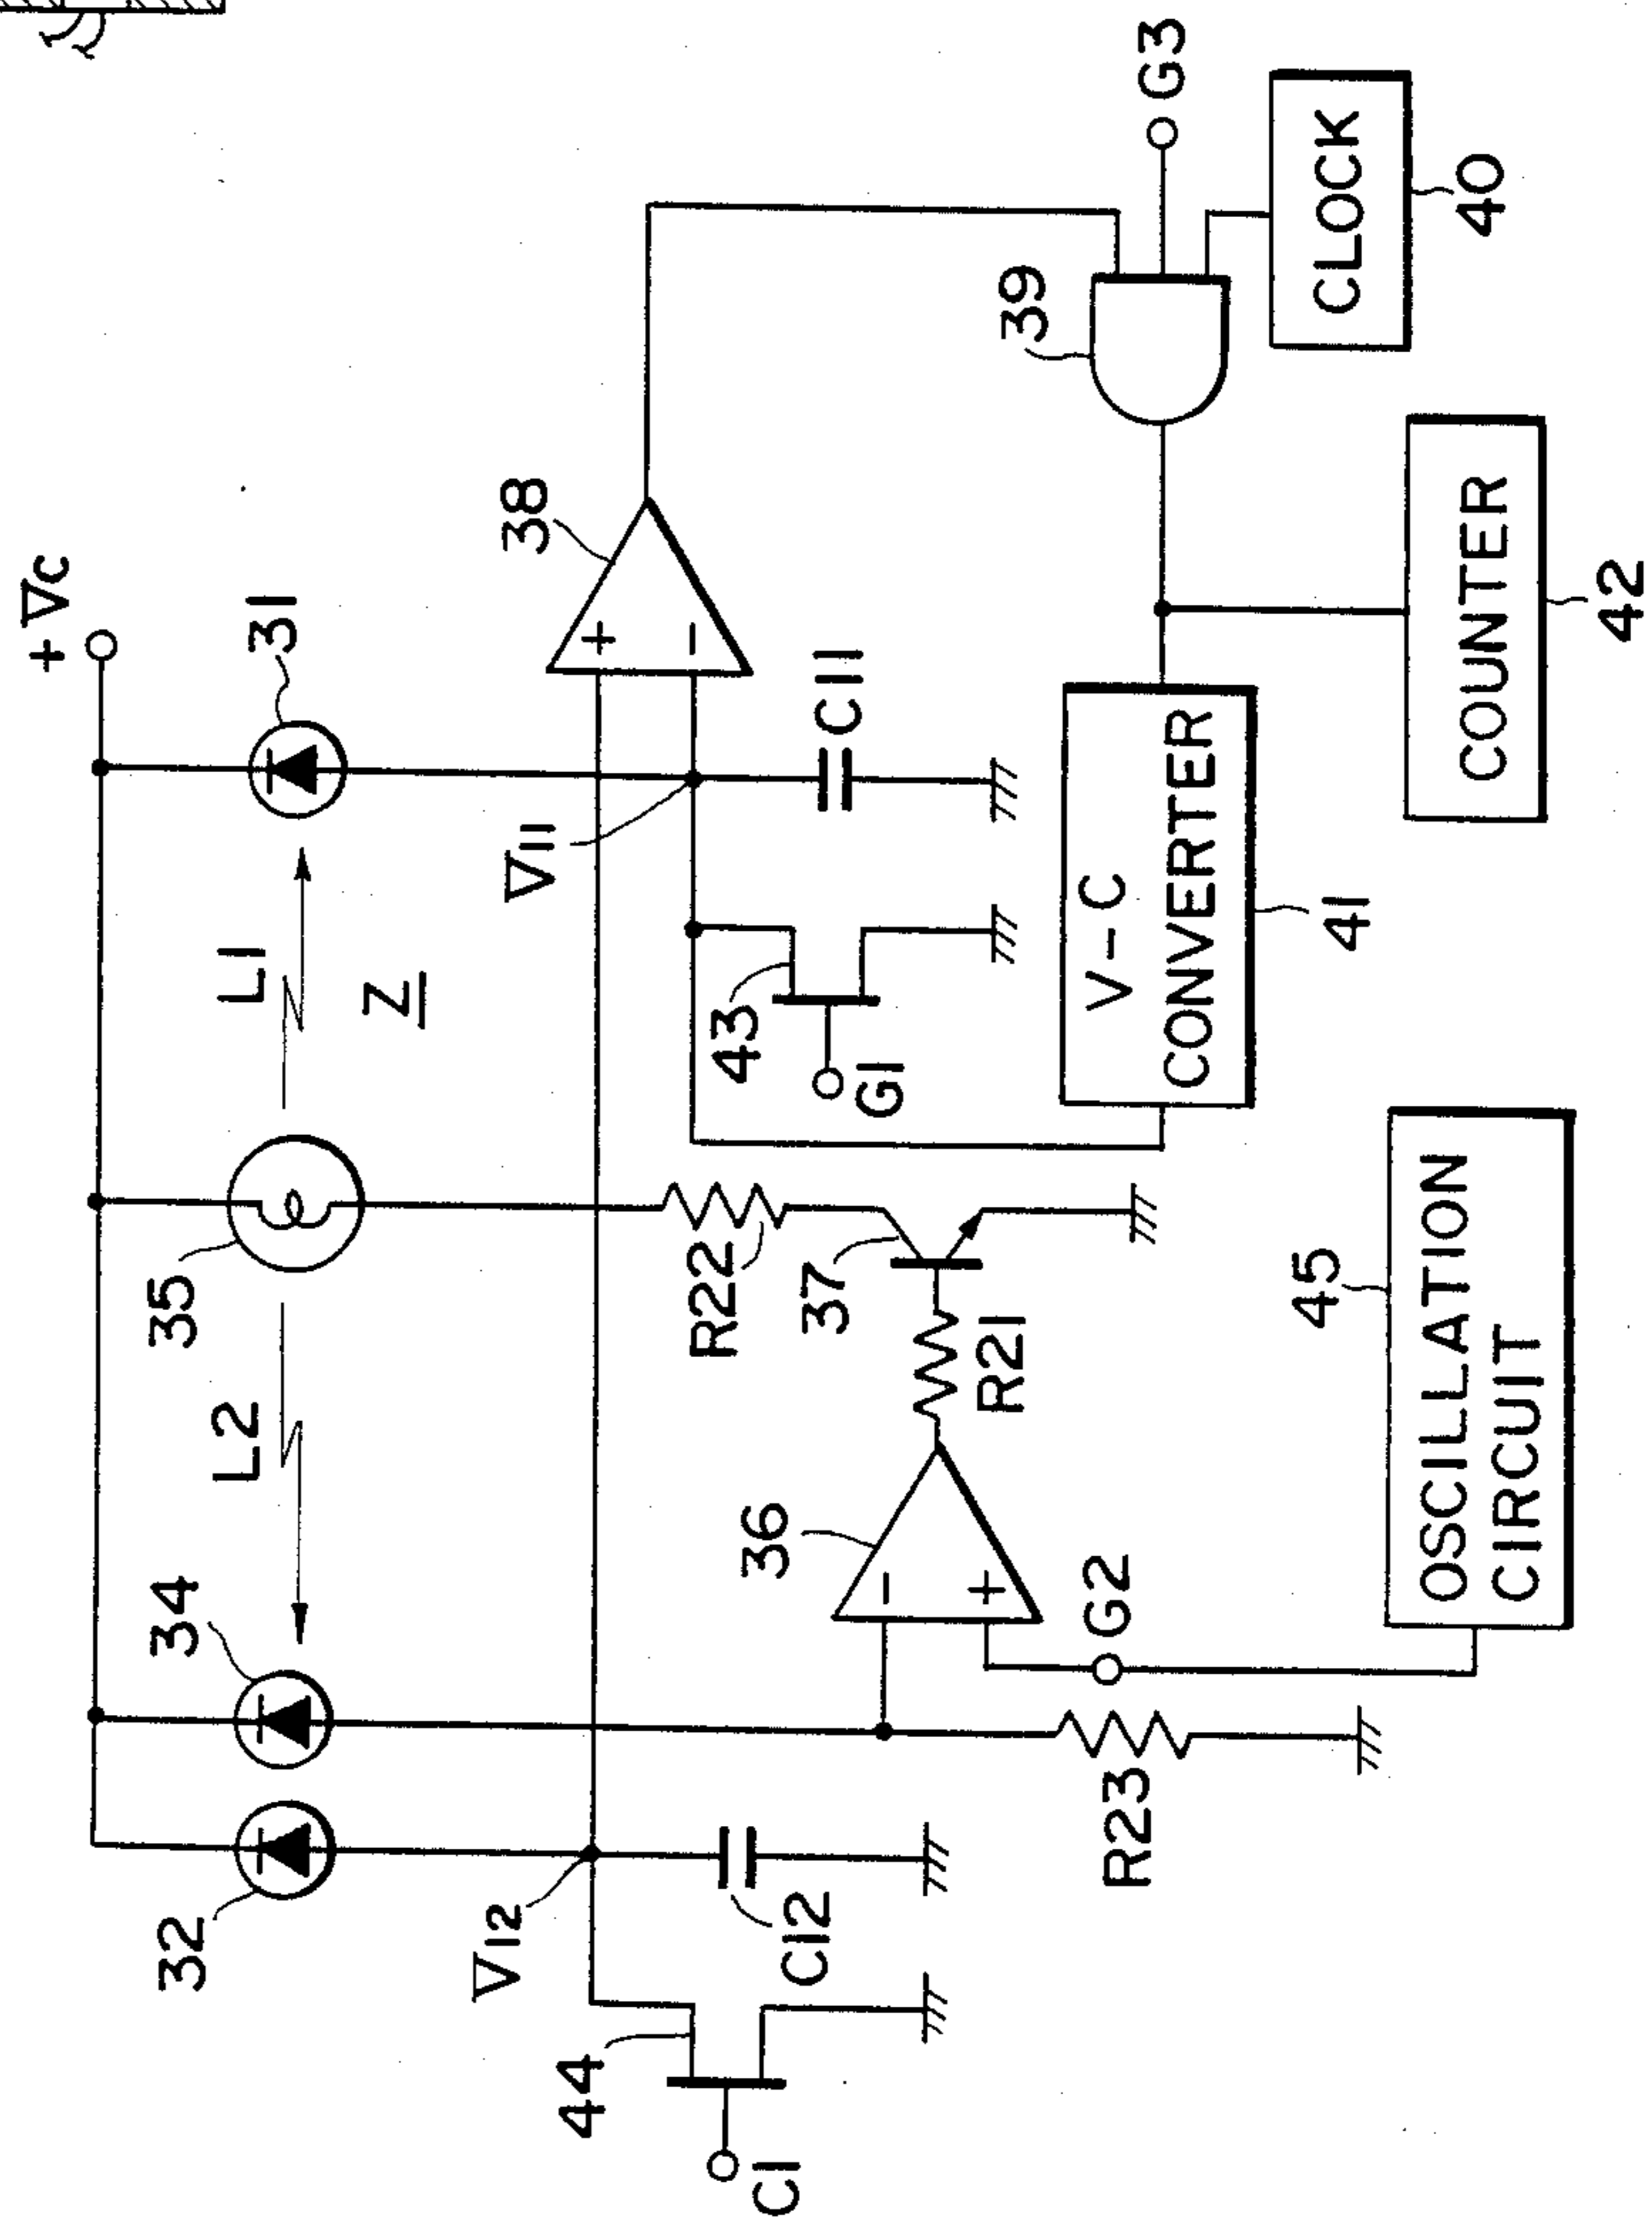 + Vc
31
L1
Z
35
L2
34
32
38
V11
C11
43
G1
V12
C12
44
C1
R22
37
R21
36
G2
R23
39
G3
CLOCK
40
V-C
CONVERTER
41
COUNTER
42
OSCILLATION
CIRCUIT
45
+
−
−
+